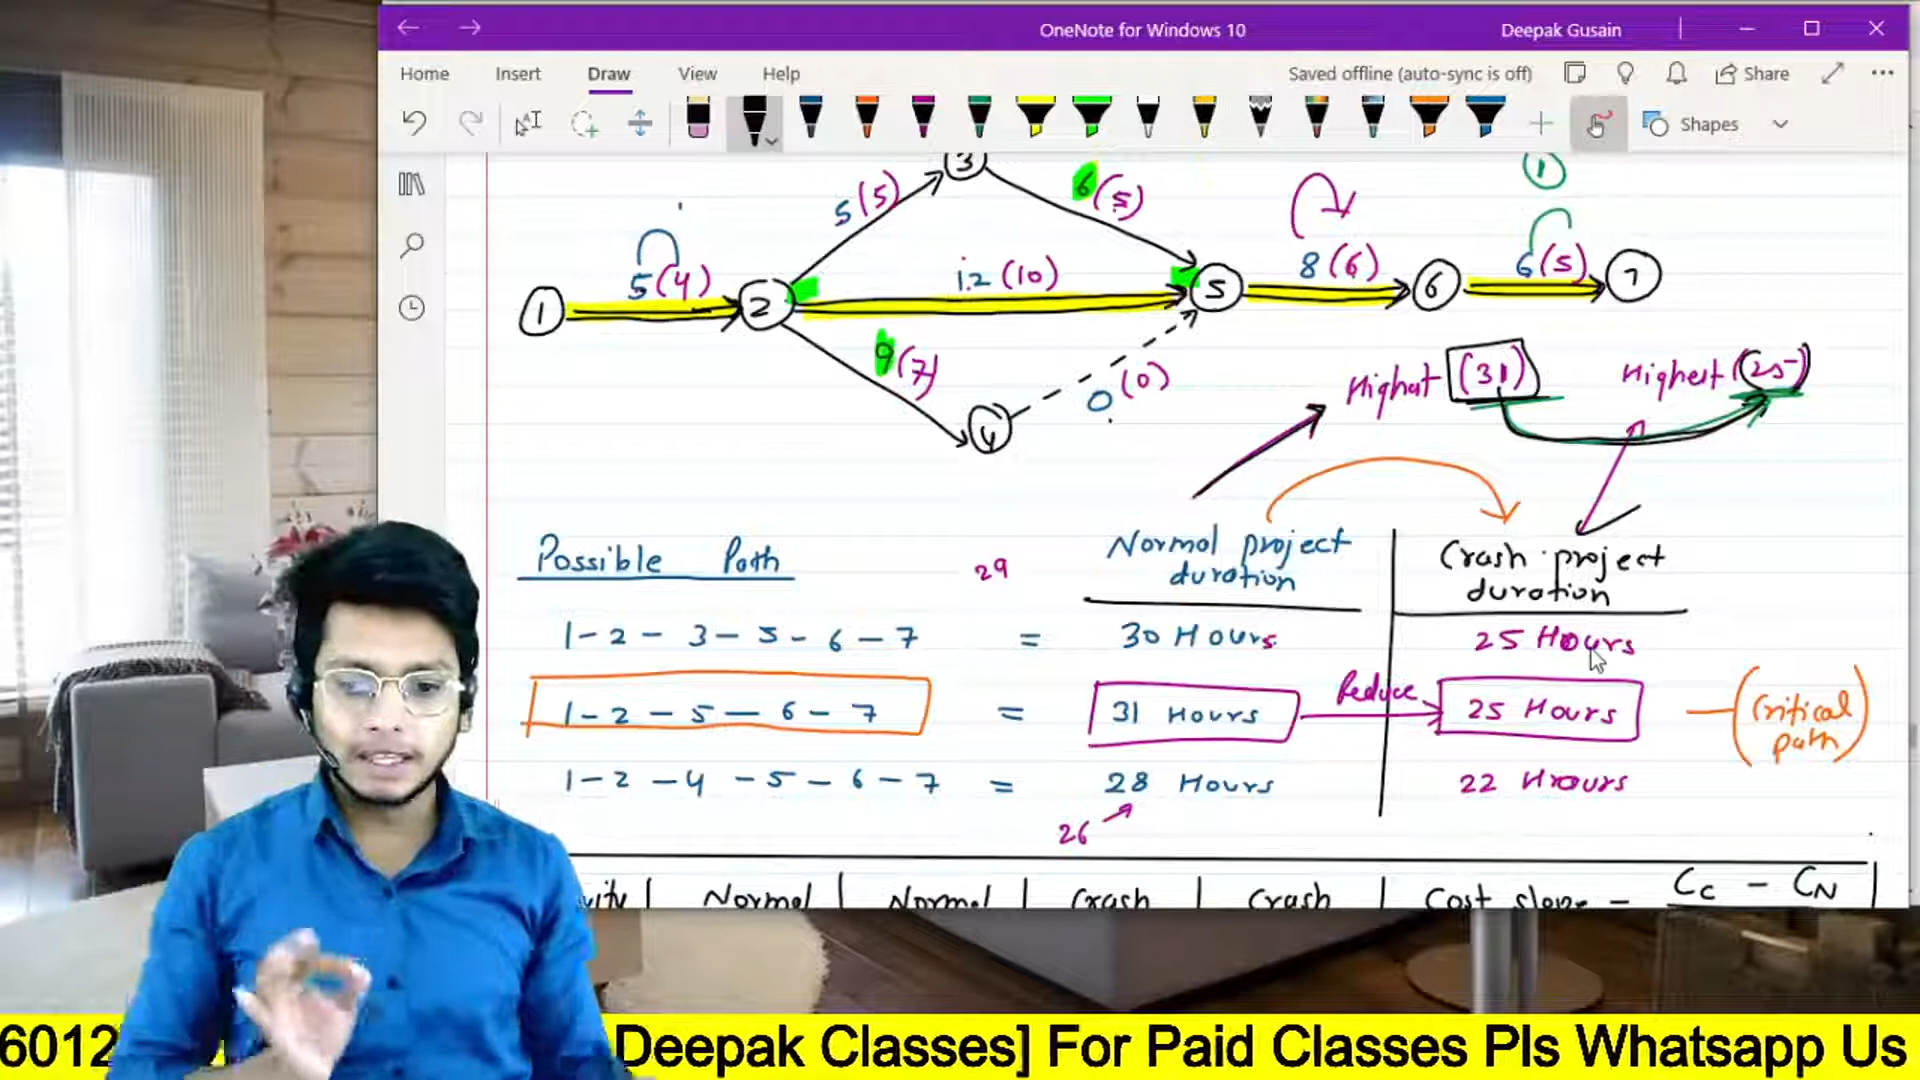 OneNote for Windows 10
Deepak Gusain
Home Insert Draw View Help
Saved offline (auto-sync is off)
Share
Shapes
3
1
5(5)
6(5)
5(4)
12(10)
8(6)
6(5)
1
2
5
6
7
9(7)
0(0)
4
Highest (31)
Highest (25)
Possible Path
29
Normal project
duration
Crash project
duration
1-2-3-5-6-7 = 30 Hours
25 Hours
1-2-5-6-7 = 31 Hours
Reduce
25 Hours
(Critical
path)
1-2-4-5-6-7 = 28 Hours
22 Hours
26
Normal
Normal
Crash
Crash
Cost slope = Cc - CN
Deepak Classes] For Paid Classes Pls Whatsapp Us